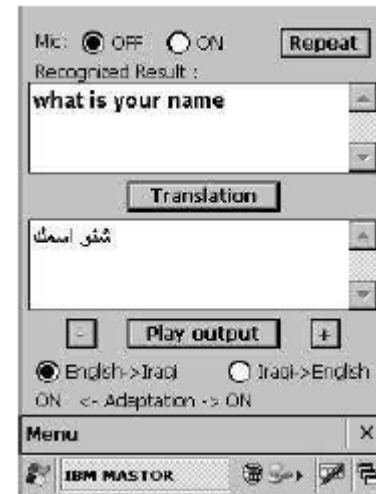 Mic: OFF ON Repeat
Recognized Result :
what is your name
Translation
شنو اسمك
- Play output +
English->Iraqi Iraqi->English
ON <- Adaptation -> ON
Menu ×
IBM MASTOR